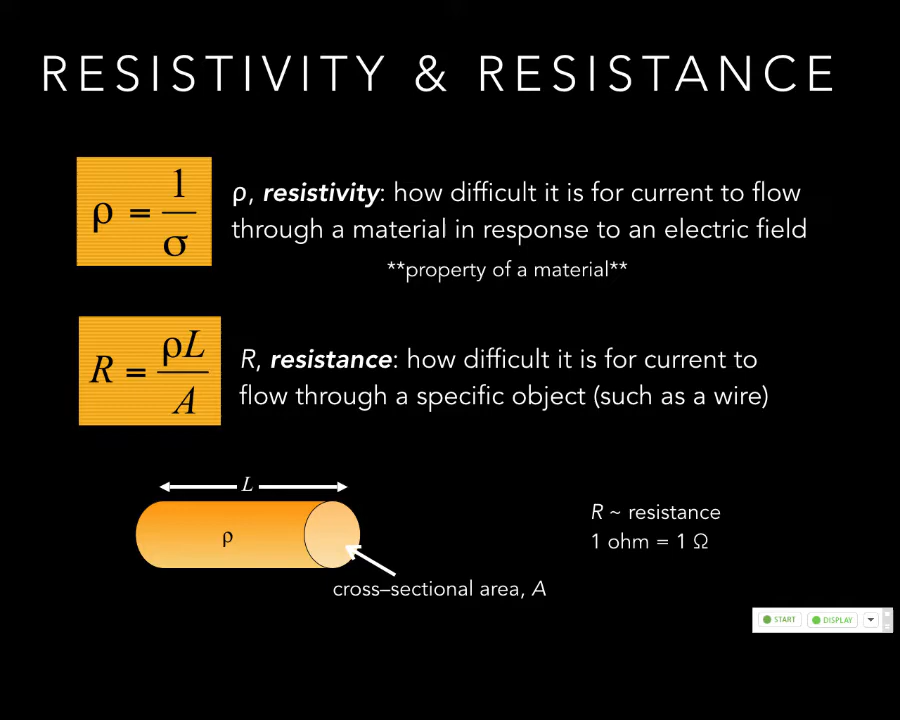 RESISTIVITY & RESISTANCE
ρ = 1/σ
ρ, resistivity: how difficult it is for current to flow
through a material in response to an electric field
**property of a material**
R = ρL/A
R, resistance: how difficult it is for current to
flow through a specific object (such as a wire)
L
ρ
cross–sectional area, A
R ~ resistance
1 ohm = 1 Ω
START DISPLAY